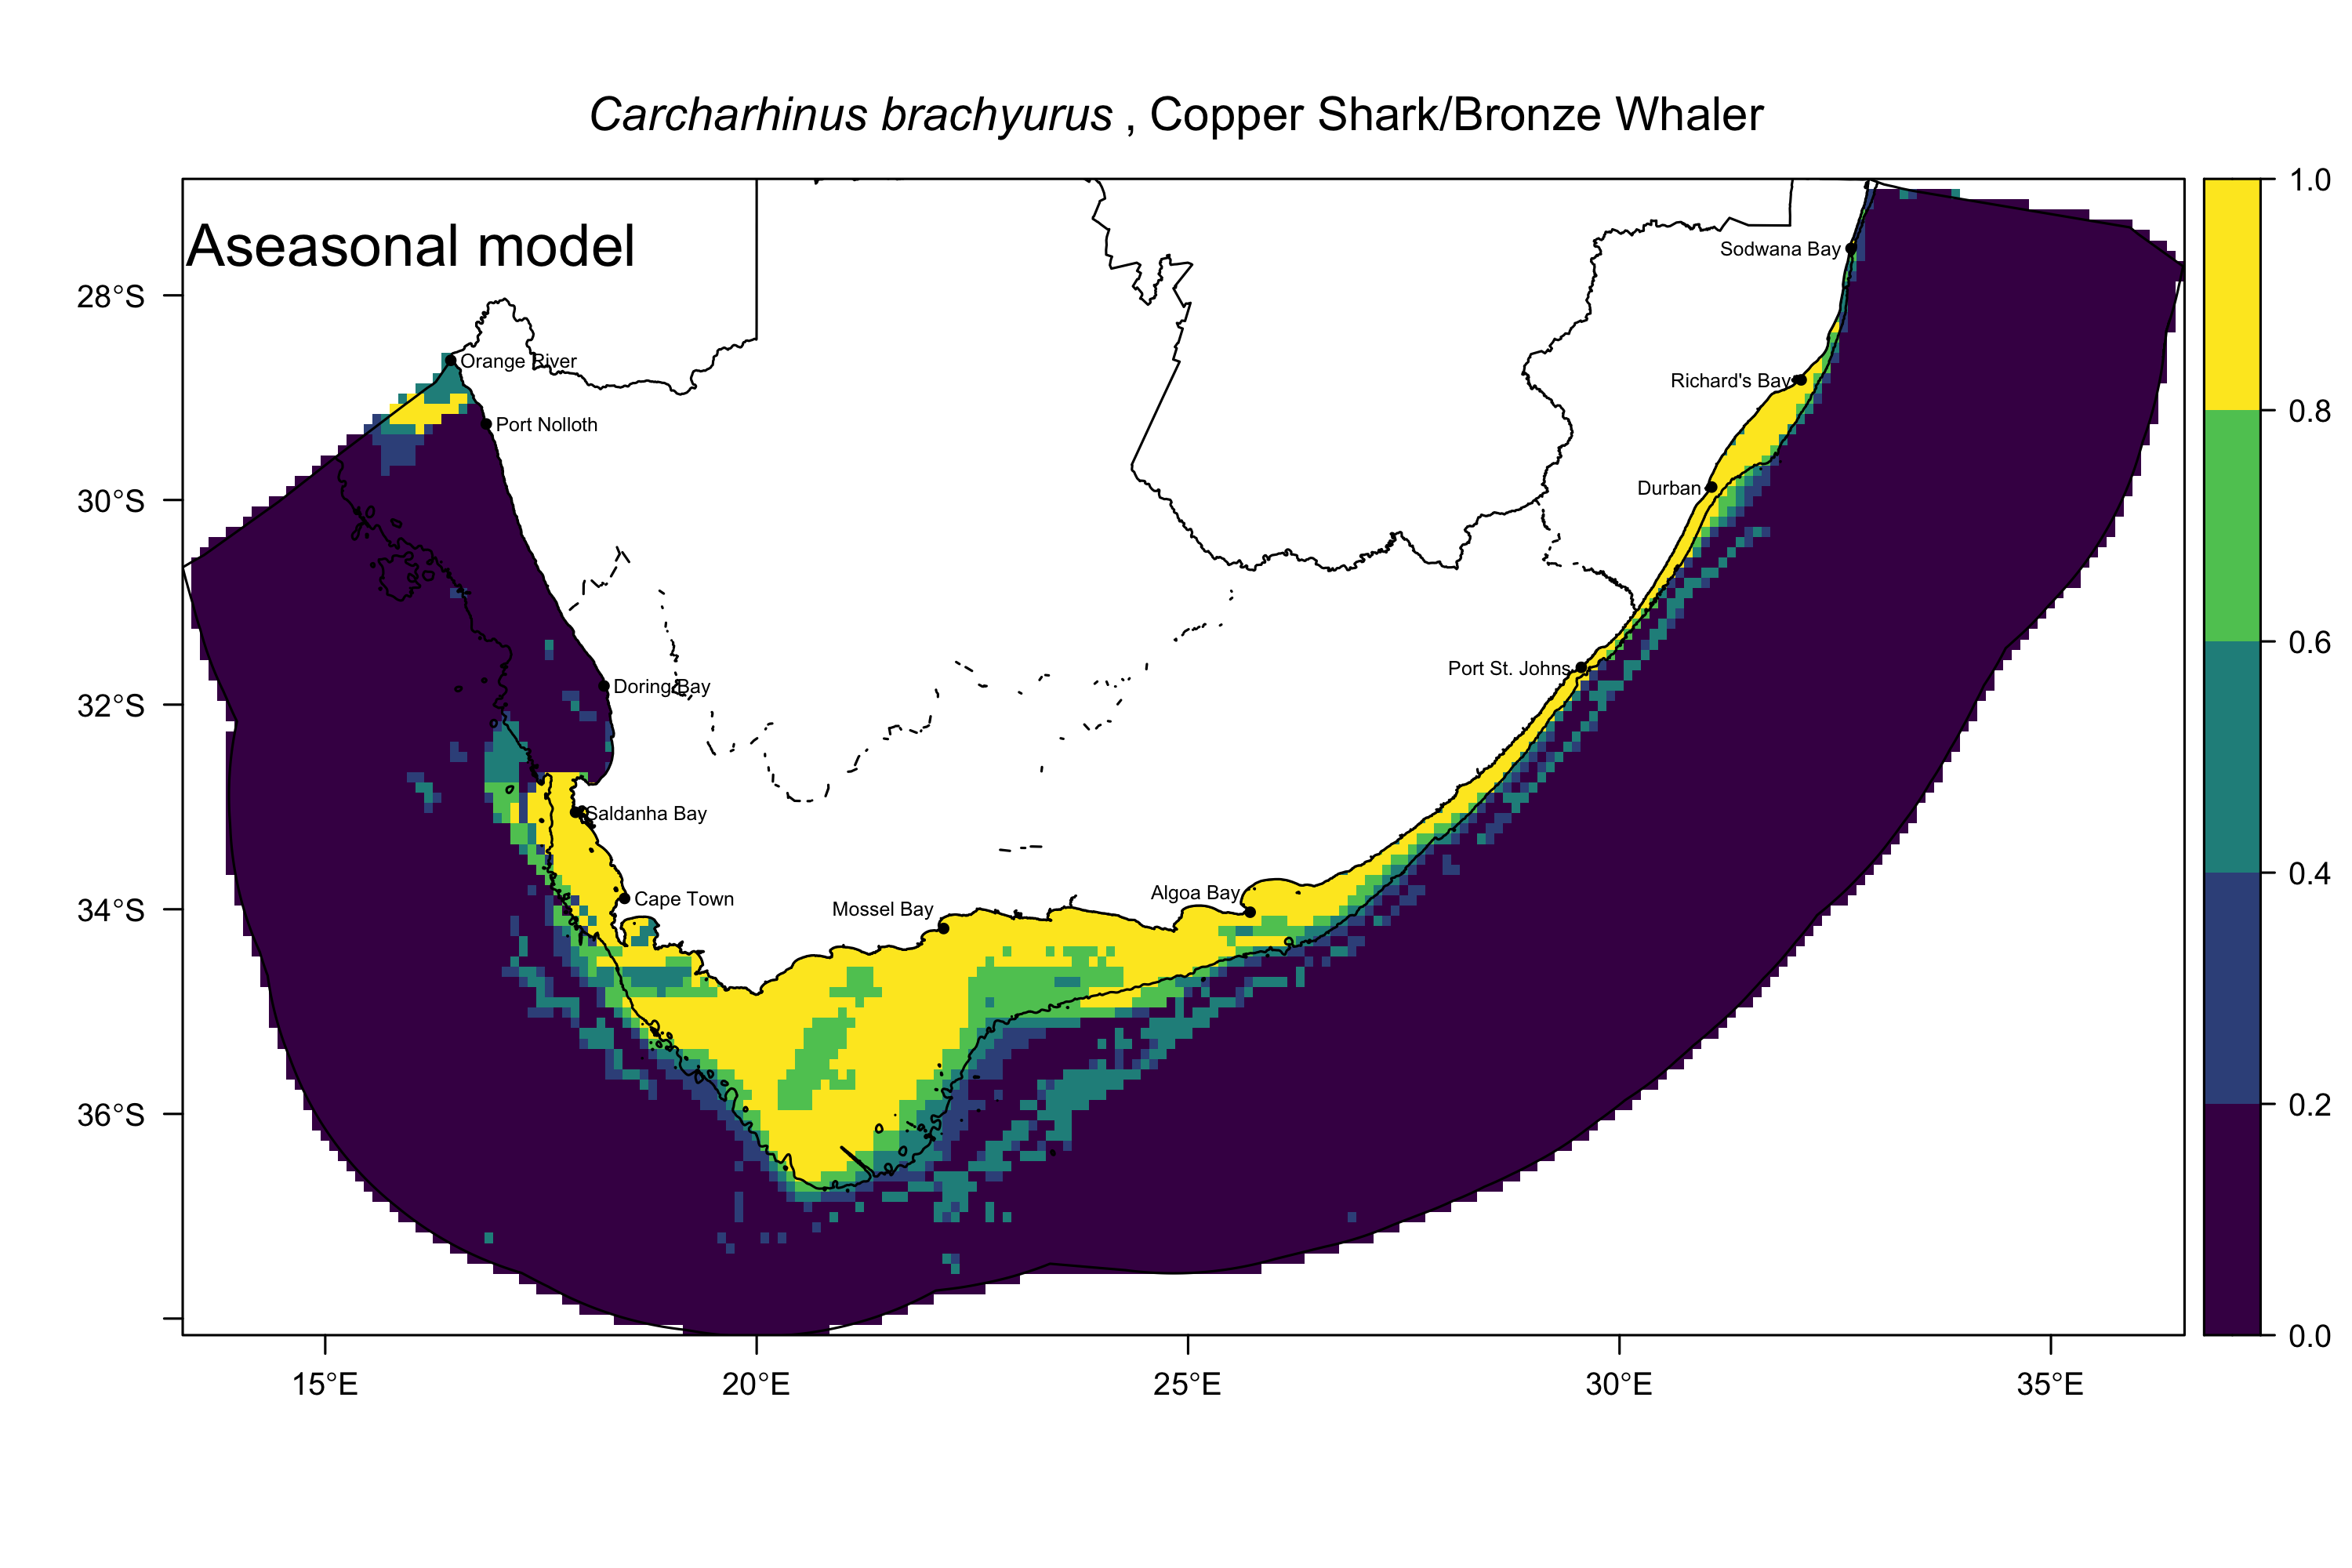 Carcharhinus brachyurus , Copper Shark/Bronze Whaler
Aseasonal model
1.0
0.8
0.6
0.4
0.2
0.0
28°S
30°S
32°S
34°S
36°S
Sodwana Bay
Orange River
Richard's Bay
Port Nolloth
Durban
Port St. Johns
Doring Bay
Saldanha Bay
Algoa Bay
Cape Town
Mossel Bay
15°E
20°E
25°E
30°E
35°E